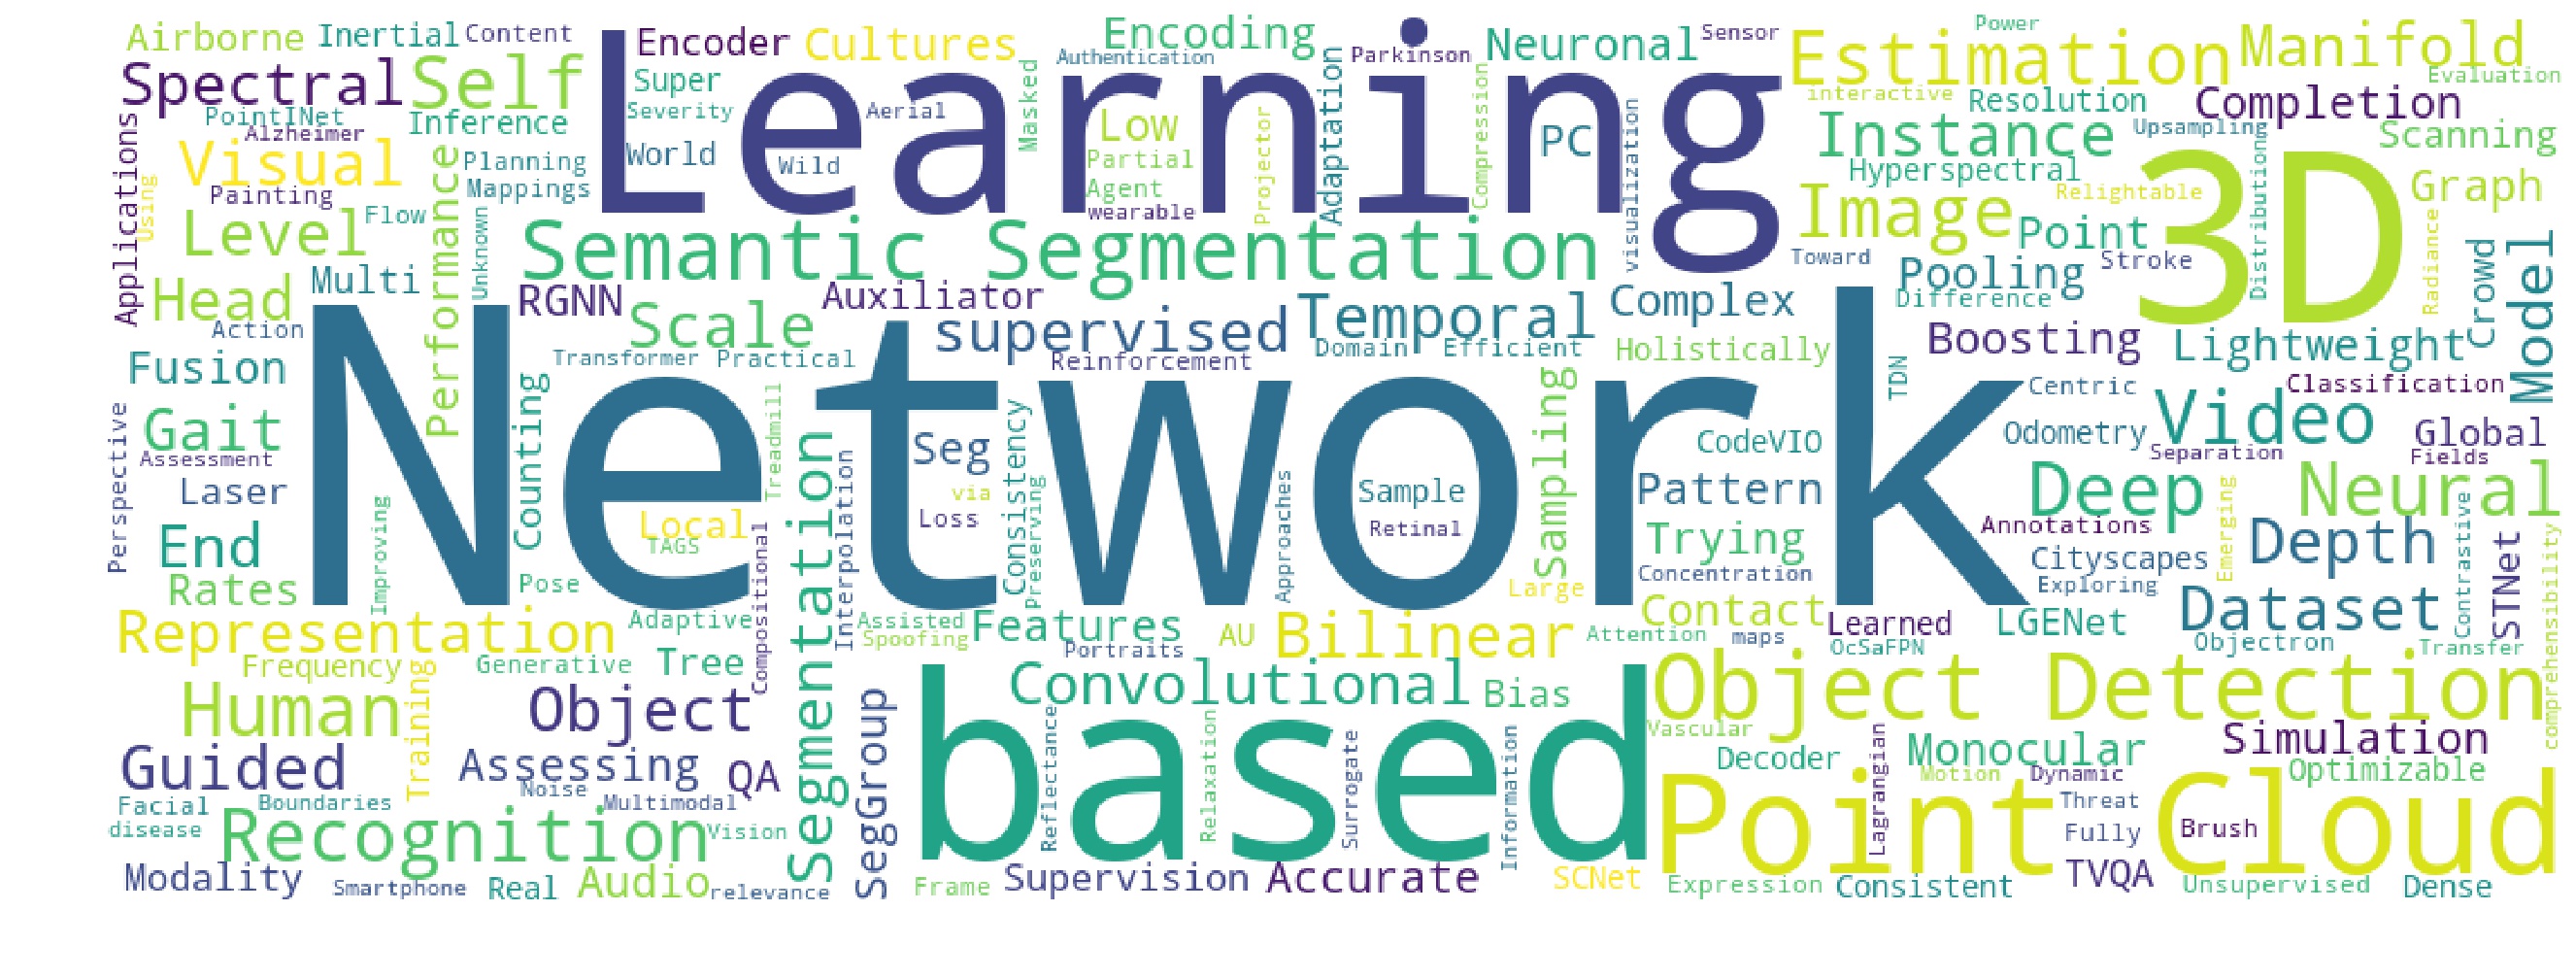 Airborne
Inertial
Content
Encoder
Cultures
Encoding
Learning
Authentication
Parkinson
Neuronal
Sensor
Estimation
Power
Manifold
Evaluation
Spectral
Self
Super
Severity
Aerial
Masked
Low
Adaptation
Compression
PC
visualization
interactive
Resolution
Completion
PointINet
Alzheimer
Inference
World
Wild
Partial
Projector
Agent
wearable
Instance
Upsampling
Scanning
Applications
Visual
Using
Painting
Performance
Planning
Mappings
Hyperspectral
3D
Graph
Level
Flow
Unknown
Semantic Segmentation
Image
Relightable
Point
Distributions
Radiance
Toward
Stroke
Crowd
Model
Head
Multi
RGNN
Auxiliator
Scale
supervised
Temporal
Complex
Pooling
Difference
Action
Fusion
Transformer
Practical
Reinforcement
Domain
Efficient
Holistically
Boosting
Lightweight
Network
TDN
Centric
Classification
Gait
Counting
Treadmill
Seg
Consistency
Sampling
CodeVIO
Odometry
Video
Global
Perspective
Assessment
Separation
Fields
Laser
Improving
Segmentation
Interpolation
via
Loss
Preserving
Approaches
Sample
Retinal
Pattern
Deep
Neural
End
Local
TAGS
Compositional
Trying
Annotations
Emerging
Depth
Contrastive
STNet
comprehensibility
Rates
Pose
Concentration
Cityscapes
Exploring
Large
Representation
Adaptive
Assisted
Spoofing
Features
Portraits
AU
Bilinear
Attention
Contact
maps
Learned
OcSaFPN
LGENet
Dataset
Objectron
Transfer
Frequency
Training
Generative
Tree
Convolutional
Bias
Object Detection
Human
Object
SegGroup
based
Reflectance
Relaxation
Surrogate
Information
Vascular
Decoder
Lagrangian
Monocular
Simulation
Guided
Assessing
QA
Noise
Multimodal
Motion
Dynamic
Optimizable
Facial
Boundaries
disease
Recognition
Vision
Point Cloud
Threat
Fully
Brush
Modality
Smartphone
Real
Audio
relevance
Frame
Supervision
Accurate
SCNet
Expression
Consistent
TVQA
Unsupervised
Dense